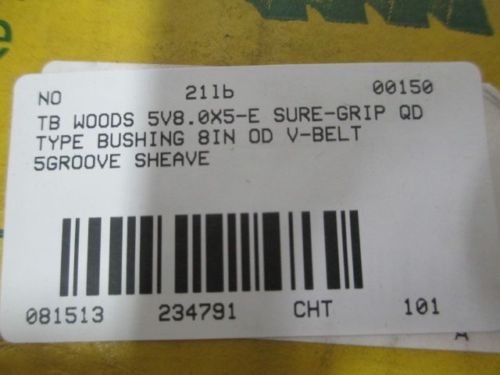 e
NO 21lb 00150
TB WOODS 5V8.0X5-E SURE-GRIP QD
TYPE BUSHING 8IN OD V-BELT
5GROOVE SHEAVE
081513 234791 CHT 101
A